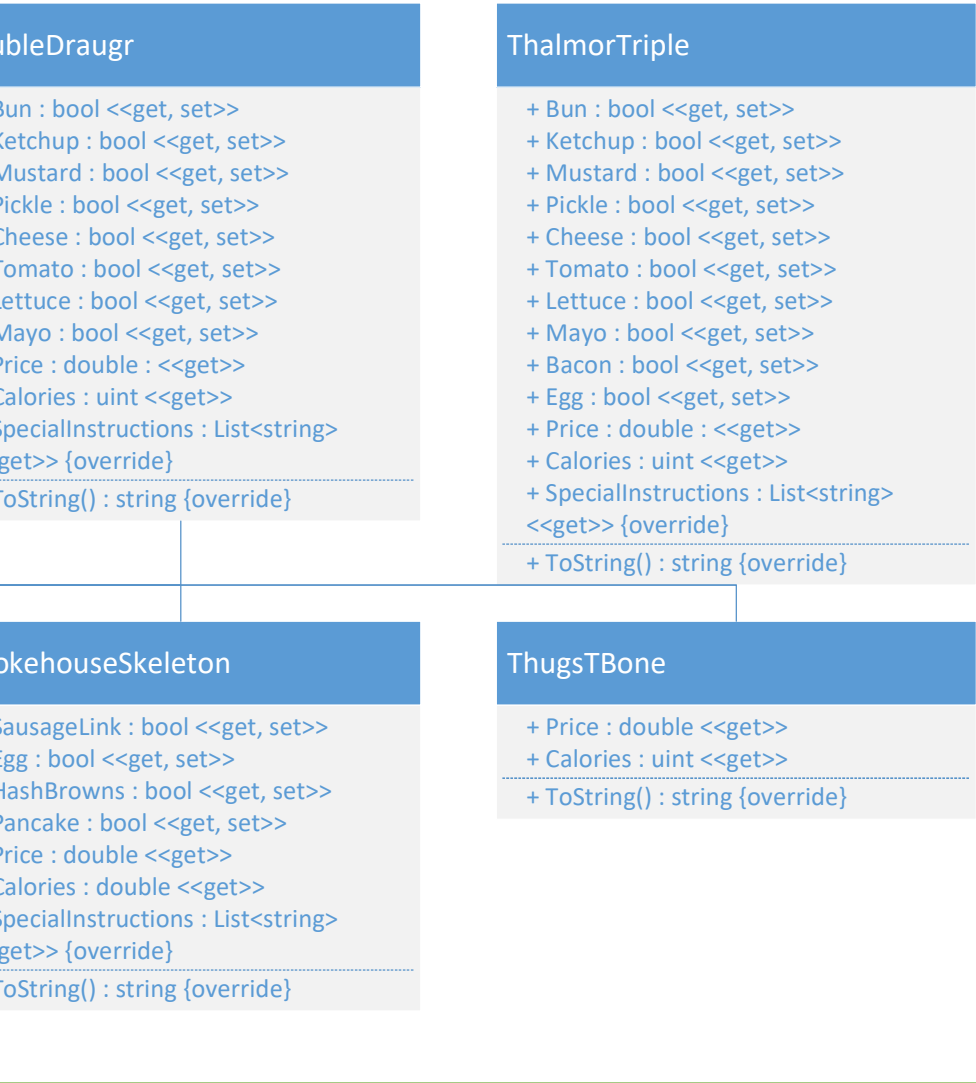 ubleDraugr
Bun : bool <<get, set>>
Ketchup : bool <<get, set>>
Mustard : bool <<get, set>>
Pickle : bool <<get, set>>
Cheese : bool <<get, set>>
Tomato : bool <<get, set>>
Lettuce : bool <<get, set>>
Mayo : bool <<get, set>>
Price : double : <<get>>
Calories : uint <<get>>
SpecialInstructions : List<string>
get>> {override}
ToString() : string {override}
ThalmorTriple
+ Bun : bool <<get, set>>
+ Ketchup : bool <<get, set>>
+ Mustard : bool <<get, set>>
+ Pickle : bool <<get, set>>
+ Cheese : bool <<get, set>>
+ Tomato : bool <<get, set>>
+ Lettuce : bool <<get, set>>
+ Mayo : bool <<get, set>>
+ Bacon : bool <<get, set>>
+ Egg : bool <<get, set>>
+ Price : double : <<get>>
+ Calories : uint <<get>>
+ SpecialInstructions : List<string>
<<get>> {override}
+ ToString() : string {override}
okehouseSkeleton
SausageLink : bool <<get, set>>
Egg : bool <<get, set>>
HashBrowns : bool <<get, set>>
Pancake : bool <<get, set>>
Price : double <<get>>
Calories : double <<get>>
SpecialInstructions : List<string>
get>> {override}
ToString() : string {override}
ThugsTBone
+ Price : double <<get>>
+ Calories : uint <<get>>
+ ToString() : string {override}